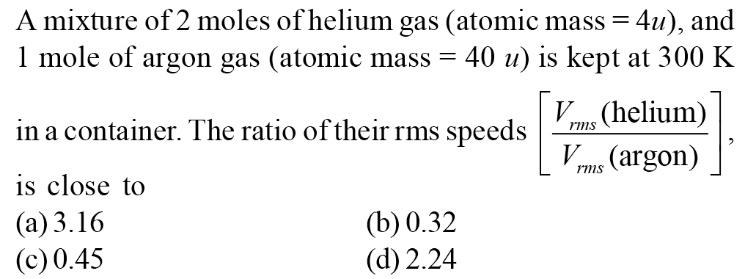 A mixture of 2 moles of helium gas (atomic mass = 4u), and
1 mole of argon gas (atomic mass = 40 u) is kept at 300 K
in a container. The ratio of their rms speeds [V_rms (helium) / V_rms (argon)],
is close to
(a) 3.16 (b) 0.32
(c) 0.45 (d) 2.24